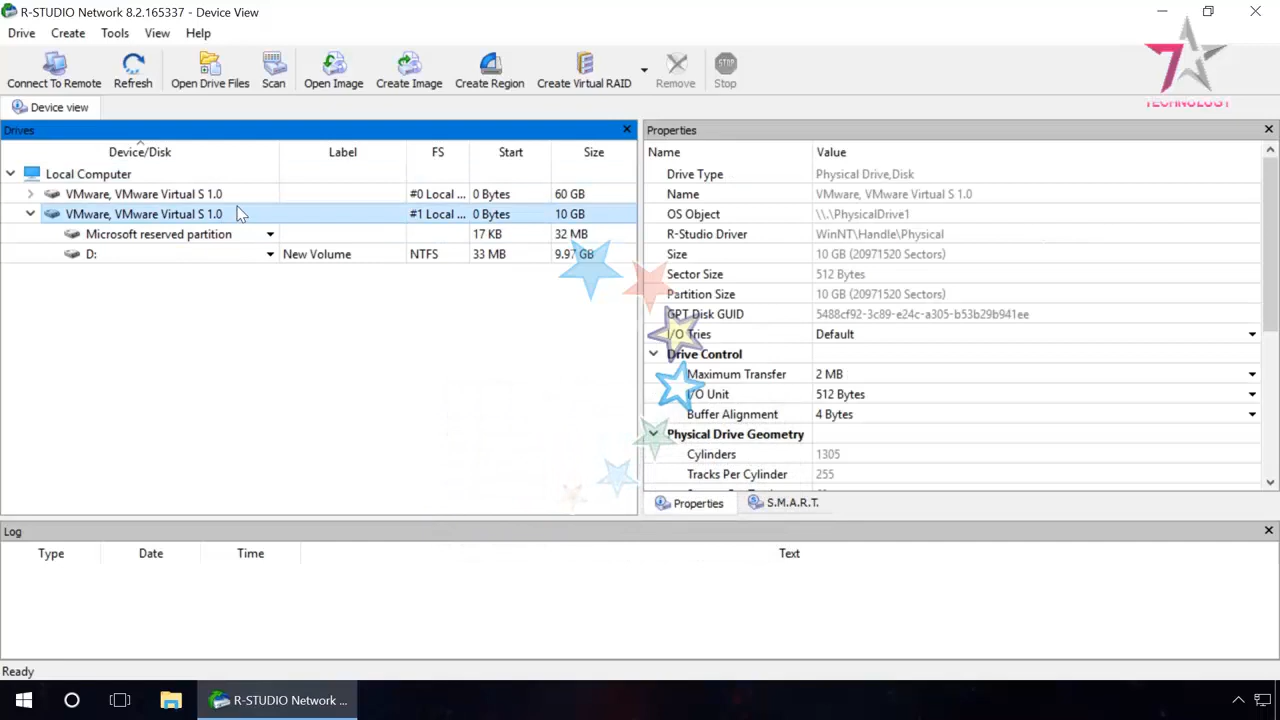 R-STUDIO Network 8.2.165337 - Device View
Drive Create Tools View Help
Connect To Remote Refresh Open Drive Files Scan Open Image Create Image Create Region Create Virtual RAID Remove STOP Stop
7 TECHNOLOGY
Device view
Drives
Device/Disk Label FS Start Size
Local Computer
VMware, VMware Virtual S 1.0 #0 Local ... 0 Bytes 60 GB
VMware, VMware Virtual S 1.0 #1 Local ... 0 Bytes 10 GB
Microsoft reserved partition 17 KB 32 MB
D: New Volume NTFS 33 MB 9.97 GB
Properties
Name Value
Drive Type Physical Drive,Disk
Name VMware, VMware Virtual S 1.0
OS Object \\.\PhysicalDrive1
R-Studio Driver WinNT\Handle\Physical
Size 10 GB (20971520 Sectors)
Sector Size 512 Bytes
Partition Size 10 GB (20971520 Sectors)
GPT Disk GUID 5488cf92-3c89-e24c-a305-b53b29b941ee
I/O Tries Default
Drive Control
Maximum Transfer 2 MB
I/O Unit 512 Bytes
Buffer Alignment 4 Bytes
Physical Drive Geometry
Cylinders 1305
Tracks Per Cylinder 255
Properties S.M.A.R.T.
Log
Type Date Time Text
Ready
R-STUDIO Network ...